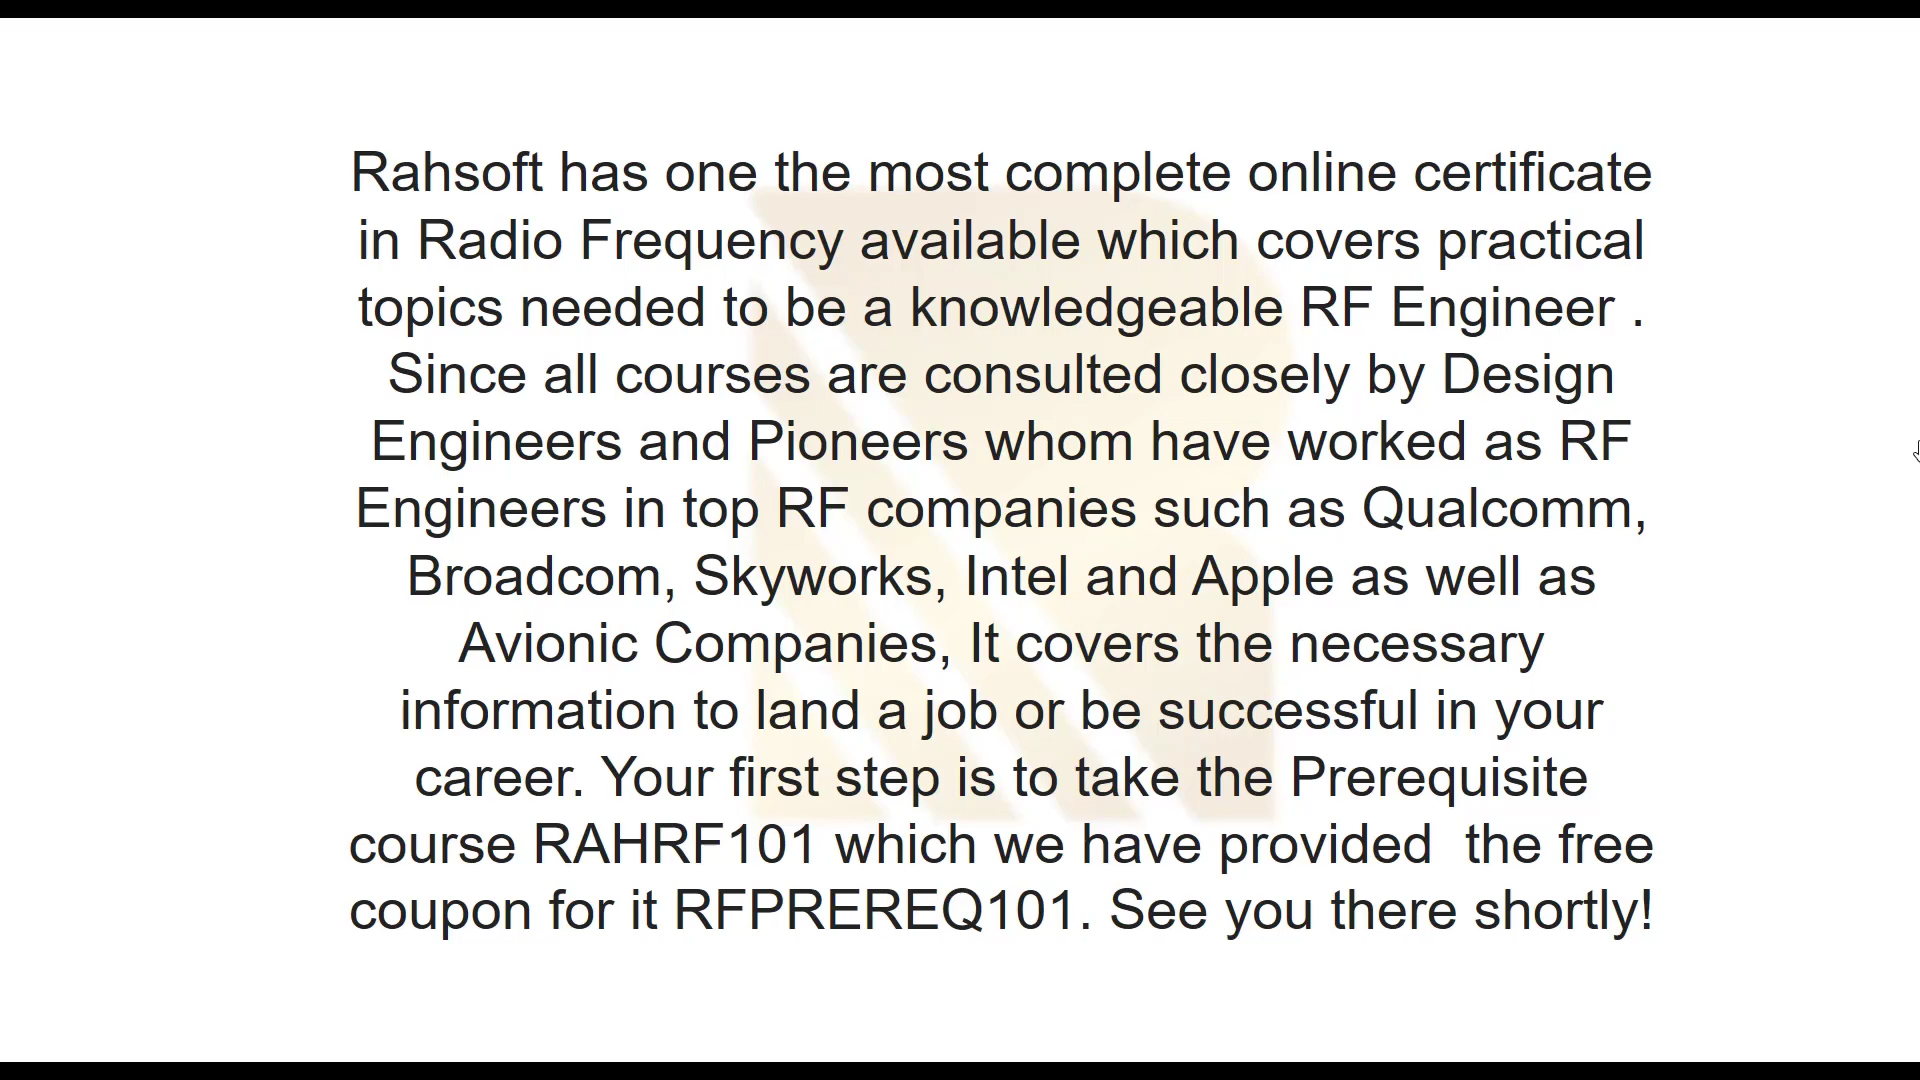 Rahsoft has one the most complete online certificate
in Radio Frequency available which covers practical
topics needed to be a knowledgeable RF Engineer .
Since all courses are consulted closely by Design
Engineers and Pioneers whom have worked as RF
Engineers in top RF companies such as Qualcomm,
Broadcom, Skyworks, Intel and Apple as well as
Avionic Companies, It covers the necessary
information to land a job or be successful in your
career. Your first step is to take the Prerequisite
course RAHRF101 which we have provided  the free
coupon for it RFPREREQ101. See you there shortly!